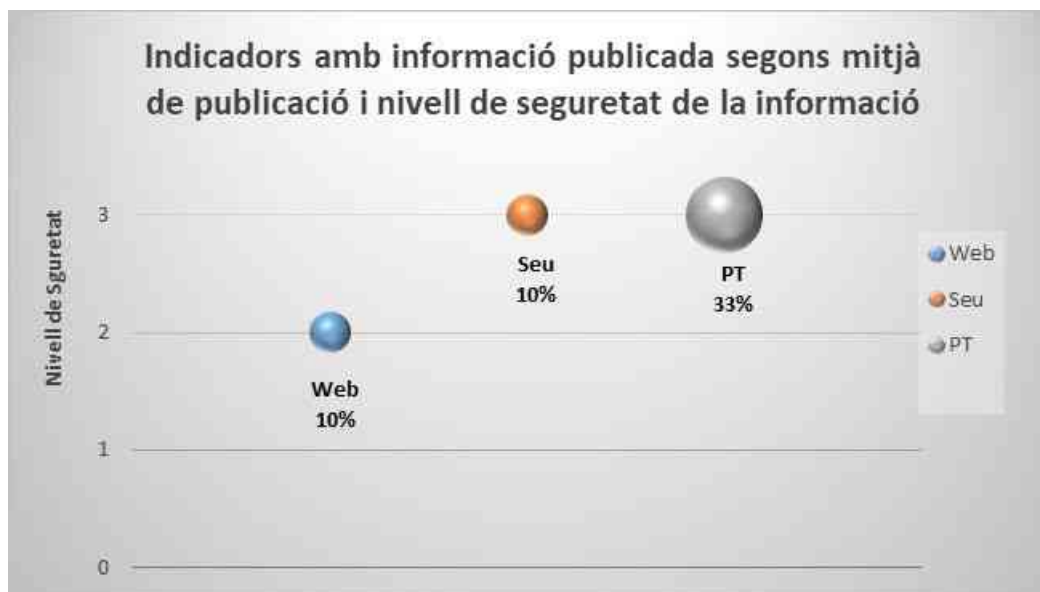 Indicadors amb informació publicada segons mitjà
de publicació i nivell de seguretat de la informació
Nivell de Sguretat
3
2
1
0
Seu
10%
PT
33%
Web
10%
Web
Seu
PT